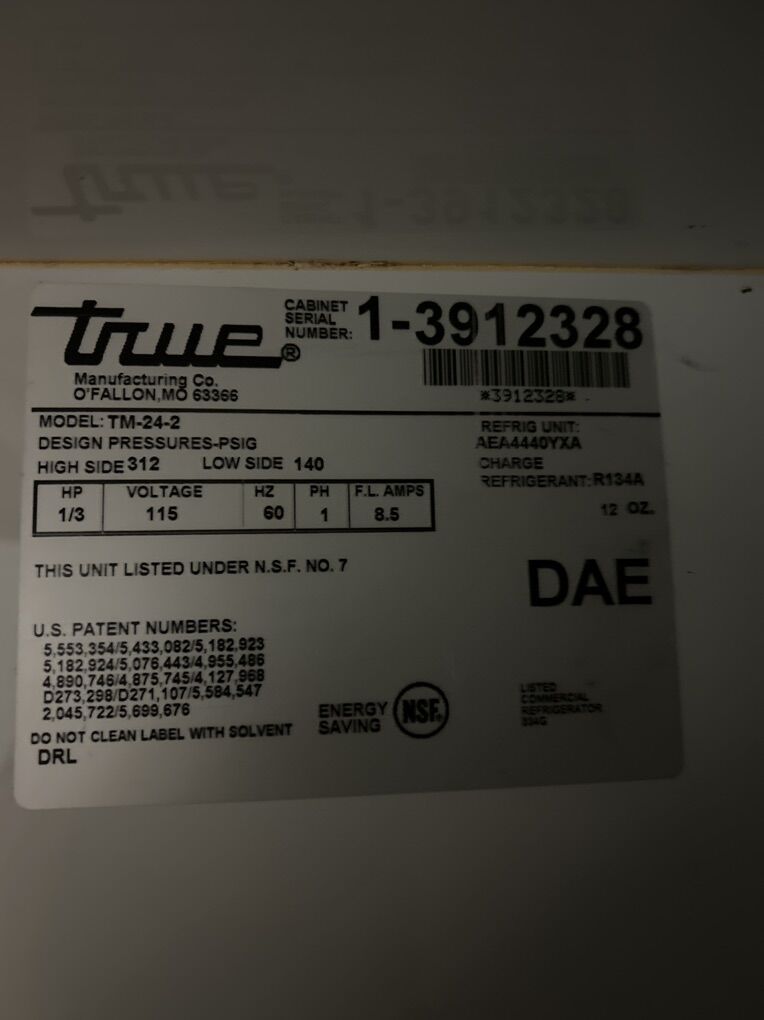 true®
Manufacturing Co.
O'FALLON,MO 63366
CABINET
SERIAL
NUMBER: 1-3912328
*3912328*
MODEL: TM-24-2
DESIGN PRESSURES-PSIG
HIGH SIDE 312 LOW SIDE 140
REFRIG UNIT:
AEA4440YXA
CHARGE
REFRIGERANT: R134A
12 OZ.
HP VOLTAGE HZ PH F.L. AMPS
1/3 115 60 1 8.5
THIS UNIT LISTED UNDER N.S.F. NO. 7
DAE
U.S. PATENT NUMBERS:
5,553,354/5,433,082/5,182,923
5,182,924/5,076,443/4,955,486
4,890,746/4,875,745/4,127,968
D273,298/D271,107/5,584,547
2,045,722/5,699,676
ENERGY
SAVING
NSF®
LISTED
COMMERCIAL
REFRIGERATOR
DO NOT CLEAN LABEL WITH SOLVENT
DRL